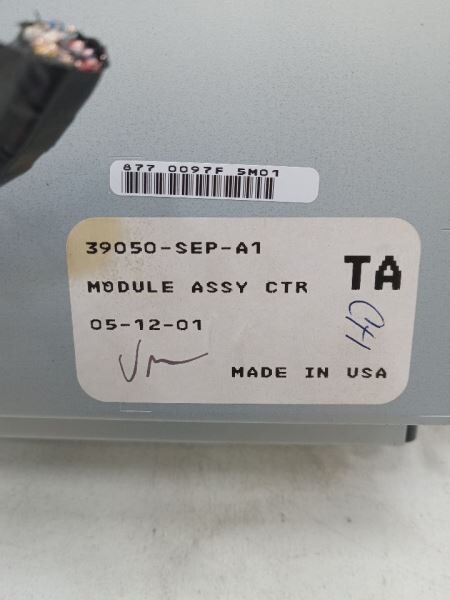 877 0097F 5M01
39050-SEP-A1
TA
MODULE ASSY CTR
05-12-01
MADE IN USA